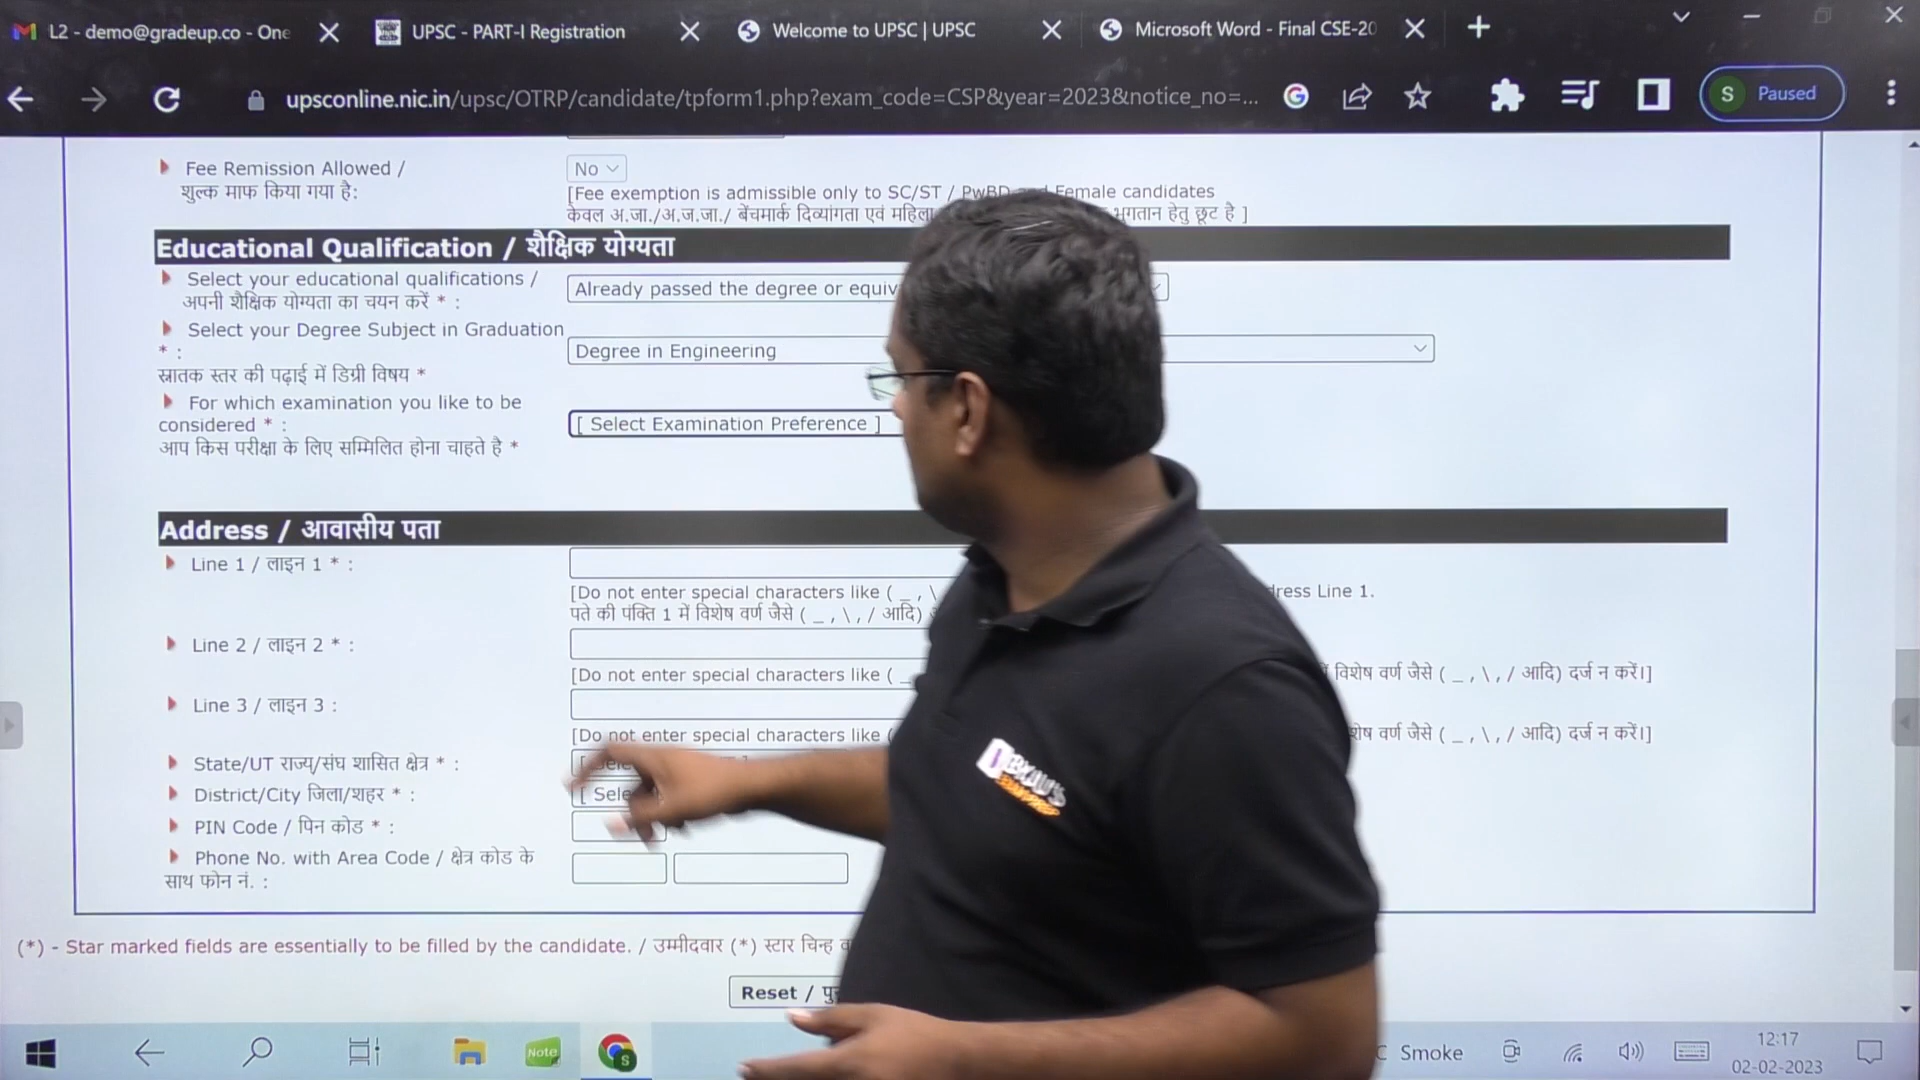 L2 - demo@gradeup.co - One
UPSC - PART-I Registration
Welcome to UPSC | UPSC
Microsoft Word - Final CSE-20
upsconline.nic.in/upsc/OTRP/candidate/tpform1.php?exam_code=CSP&year=2023&notice_no=...
S Paused
Fee Remission Allowed /
शुल्क माफ किया गया है:
No
[Fee exemption is admissible only to SC/ST / PwBD Female candidates
केवल अ.जा./अ.ज.जा./ बेंचमार्क दिव्यांगता एवं महिला भुगतान हेतु छूट है ]
Educational Qualification / शैक्षिक योग्यता
Select your educational qualifications /
अपनी शैक्षिक योग्यता का चयन करें * :
Already passed the degree or equiv
Select your Degree Subject in Graduation
* :
स्नातक स्तर की पढ़ाई में डिग्री विषय *
Degree in Engineering
For which examination you like to be
considered * :
आप किस परीक्षा के लिए सम्मिलित होना चाहते है *
[ Select Examination Preference ]
Address / आवासीय पता
Line 1 / लाइन 1 * :
[Do not enter special characters like ( _ , \ dress Line 1.
पते की पंक्ति 1 में विशेष वर्ण जैसे ( _ , \ , / आदि)
Line 2 / लाइन 2 * :
[Do not enter special characters like ( _ विशेष वर्ण जैसे ( _ , \ , / आदि) दर्ज न करें।]
Line 3 / लाइन 3 :
[Do not enter special characters like ( वर्ण जैसे ( _ , \ , / आदि) दर्ज न करें।]
State/UT राज्य/संघ शासित क्षेत्र * :
District/City जिला/शहर * :
[ Sele
PIN Code / पिन कोड * :
Phone No. with Area Code / क्षेत्र कोड के
साथ फोन नं. :
(*) - Star marked fields are essentially to be filled by the candidate. / उम्मीदवार (*) स्टार चिन्ह
Reset /
BYJU'S
EXAM PREP
Note
S
Smoke
12:17
02-02-2023